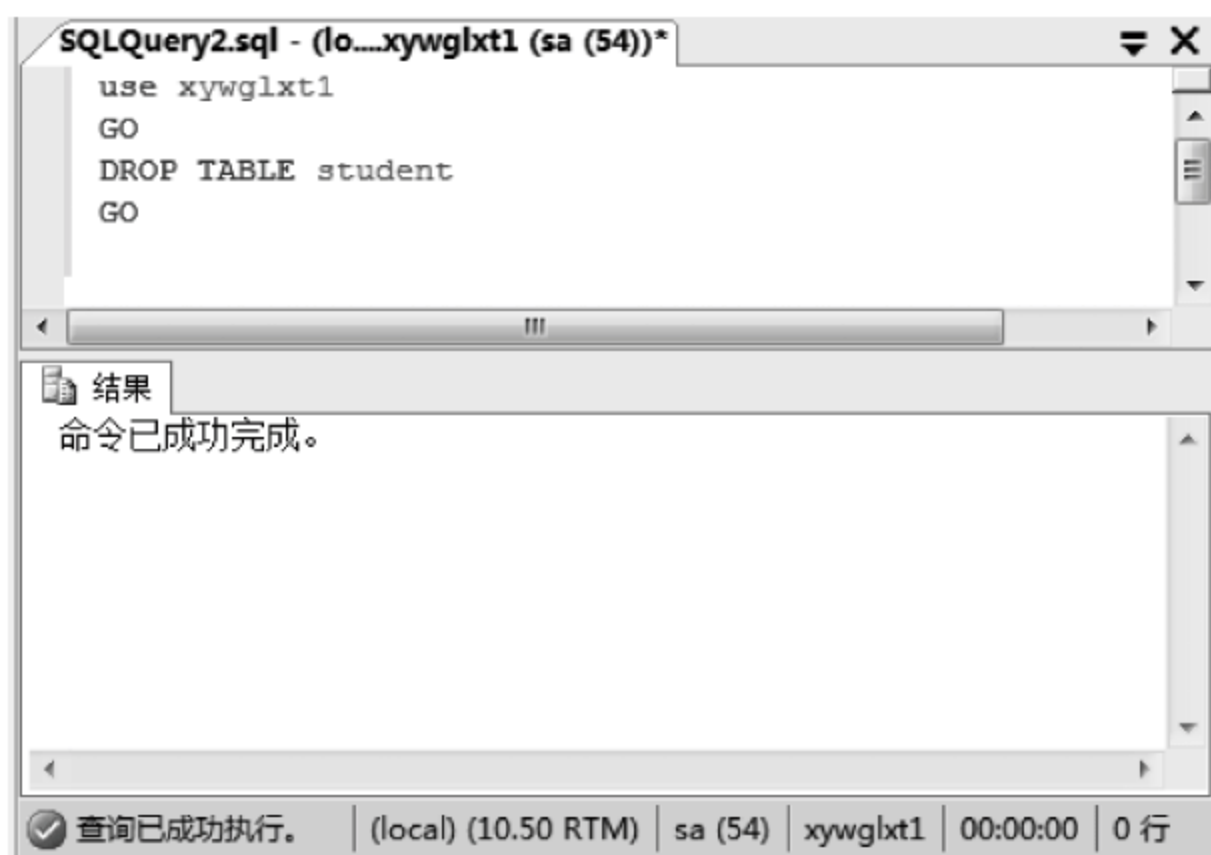 SQLQuery2.sql - (lo....xywglxt1 (sa (54))*
use xywglxt1
GO
DROP TABLE student
GO
结果
命令已成功完成。
查询已成功执行。 (local) (10.50 RTM) sa (54) xywglxt1 00:00:00 0 行